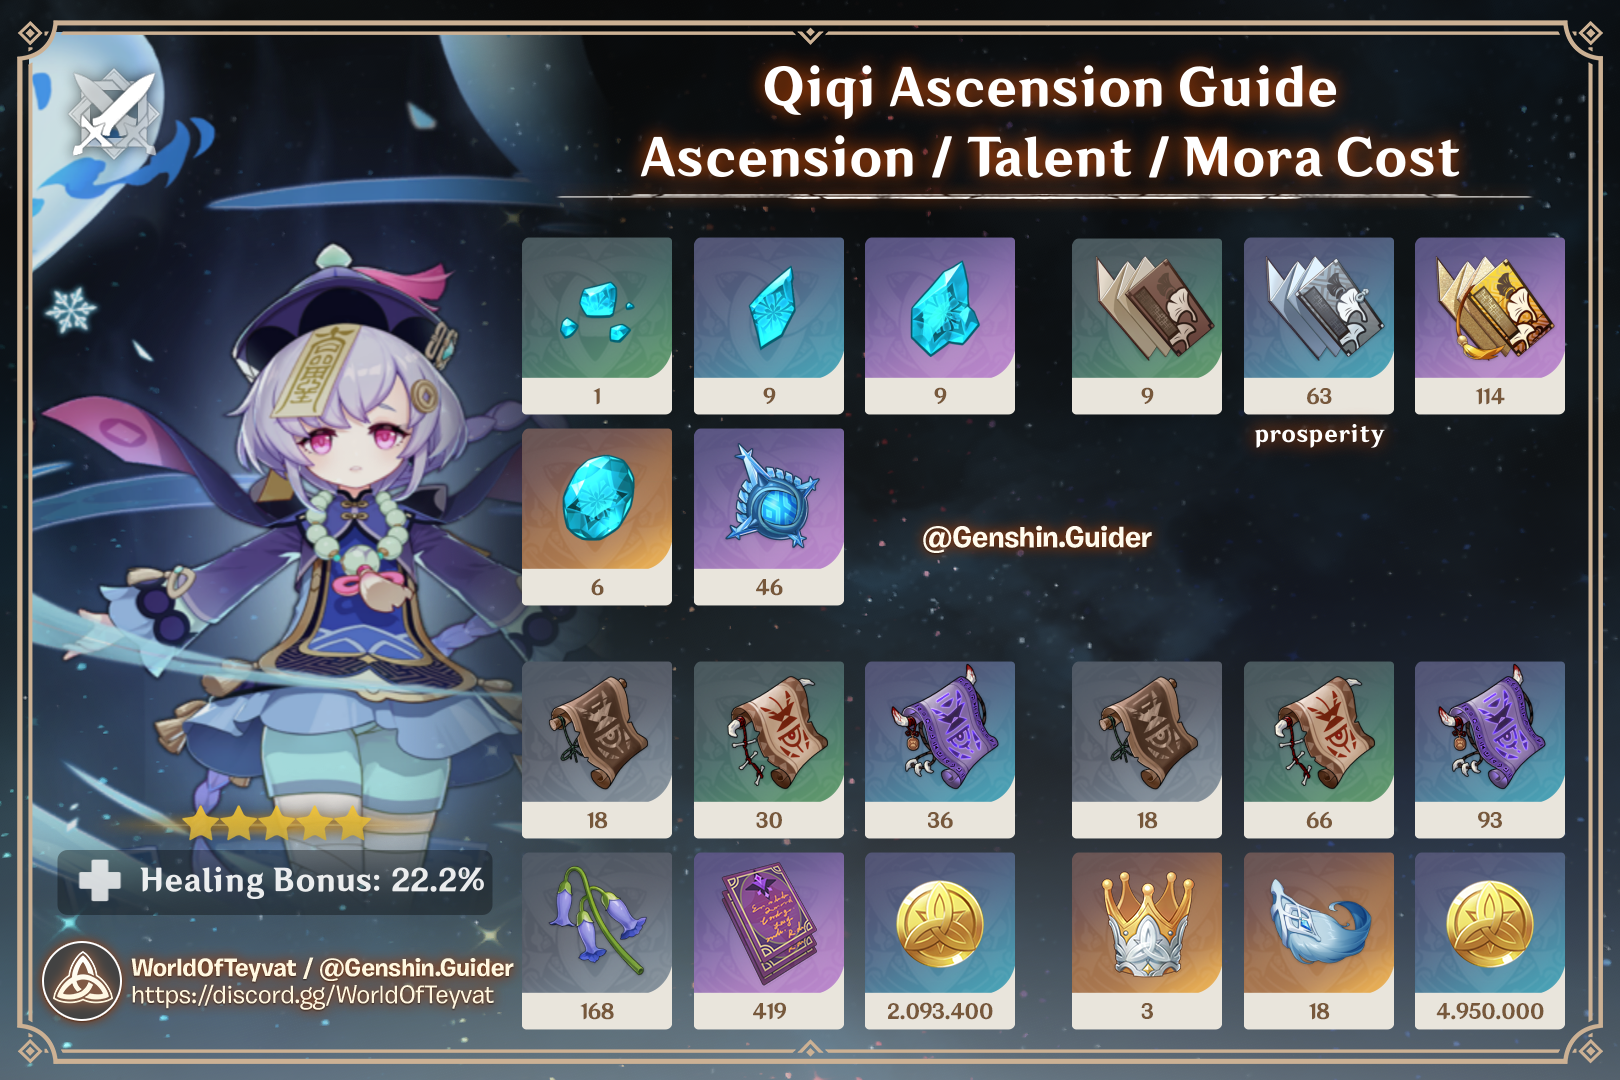 Qiqi Ascension Guide
Ascension / Talent / Mora Cost
1
9
9
9
63
114
prosperity
6
46
@Genshin.Guider
18
30
36
18
66
93
168
419
2.093.400
3
18
4.950.000
Healing Bonus: 22.2%
WorldOfTeyvat / @Genshin.Guider
https://discord.gg/WorldOfTeyvat